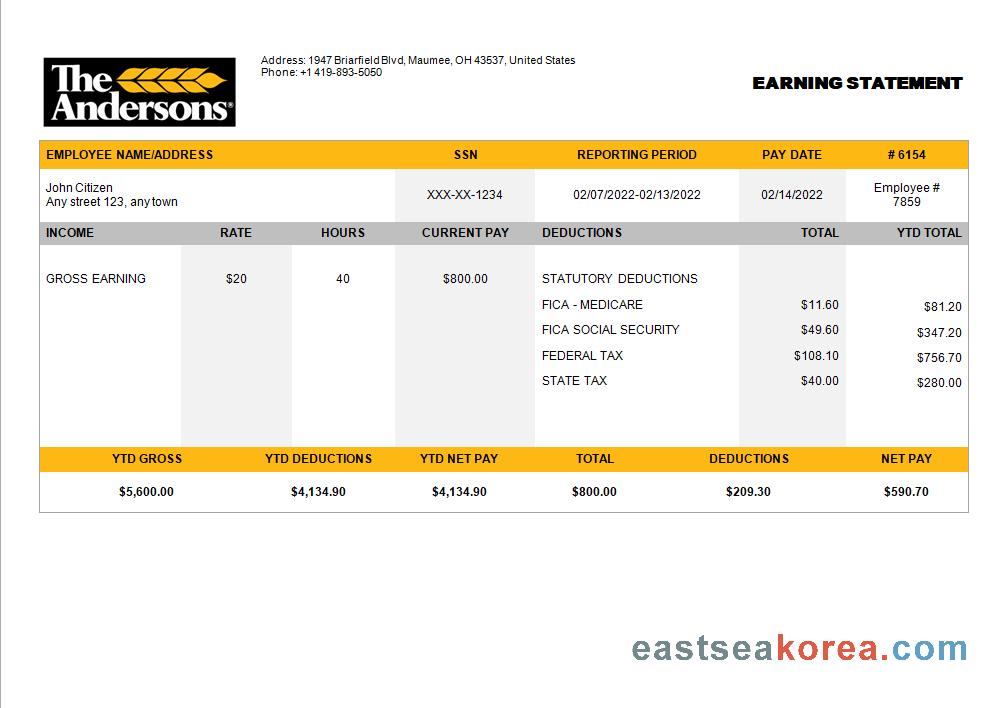 The
Andersons®
Address: 1947 Briarfield Blvd, Maumee, OH 43537, United States
Phone: +1 419-893-5050
EARNING STATEMENT
EMPLOYEE NAME/ADDRESS SSN REPORTING PERIOD PAY DATE # 6154
John Citizen
Any street 123, any town
XXX-XX-1234 02/07/2022-02/13/2022 02/14/2022
Employee #
7859
INCOME RATE HOURS CURRENT PAY DEDUCTIONS TOTAL YTD TOTAL
GROSS EARNING $20 40 $800.00 STATUTORY DEDUCTIONS
FICA - MEDICARE $11.60 $81.20
FICA SOCIAL SECURITY $49.60 $347.20
FEDERAL TAX $108.10 $756.70
STATE TAX $40.00 $280.00
YTD GROSS YTD DEDUCTIONS YTD NET PAY TOTAL DEDUCTIONS NET PAY
$5,600.00 $4,134.90 $4,134.90 $800.00 $209.30 $590.70
eastseakorea.com